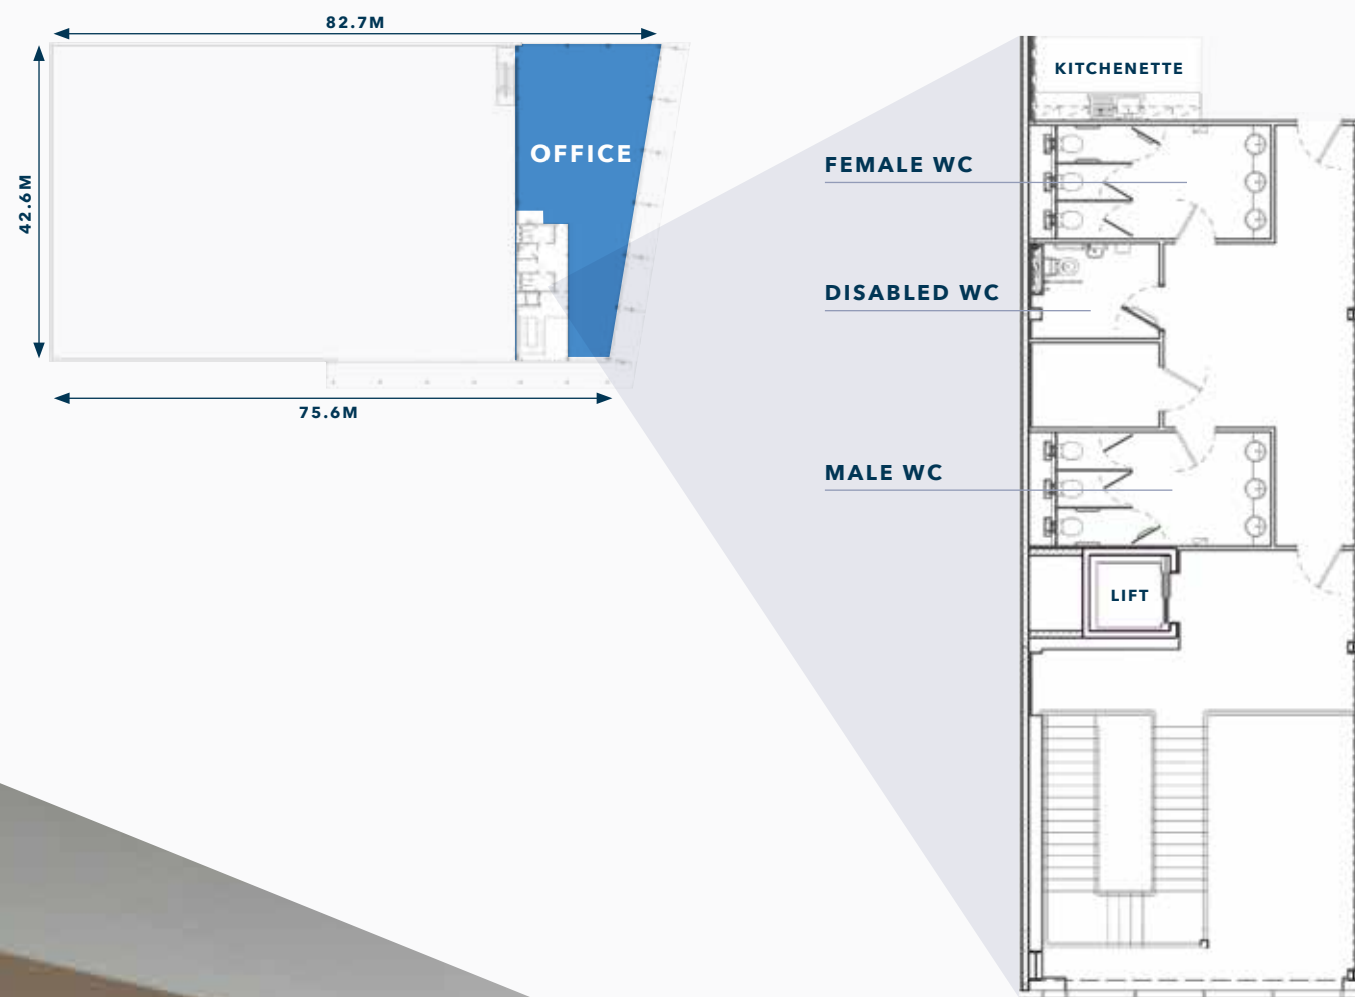 82.7M
OFFICE
42.6M
75.6M
KITCHENETTE
FEMALE WC
DISABLED WC
MALE WC
LIFT